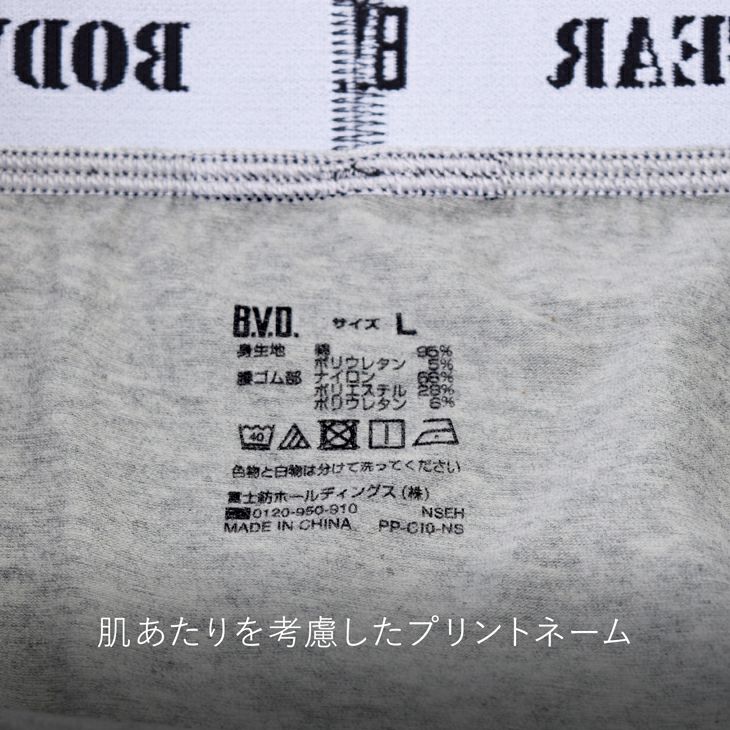 BODY
B.
WEAR
B.V.D. サイズ L
身生地 綿 95%
ポリウレタン 5%
腰ゴム部 ナイロン 66%
ポリエステル 28%
ポリウレタン 6%
40
色物と白物は分けて洗ってください
富士紡ホールディングス(株)
0120-950-910 NSEH
MADE IN CHINA PP-C10-NS
肌あたりを考慮したプリントネーム